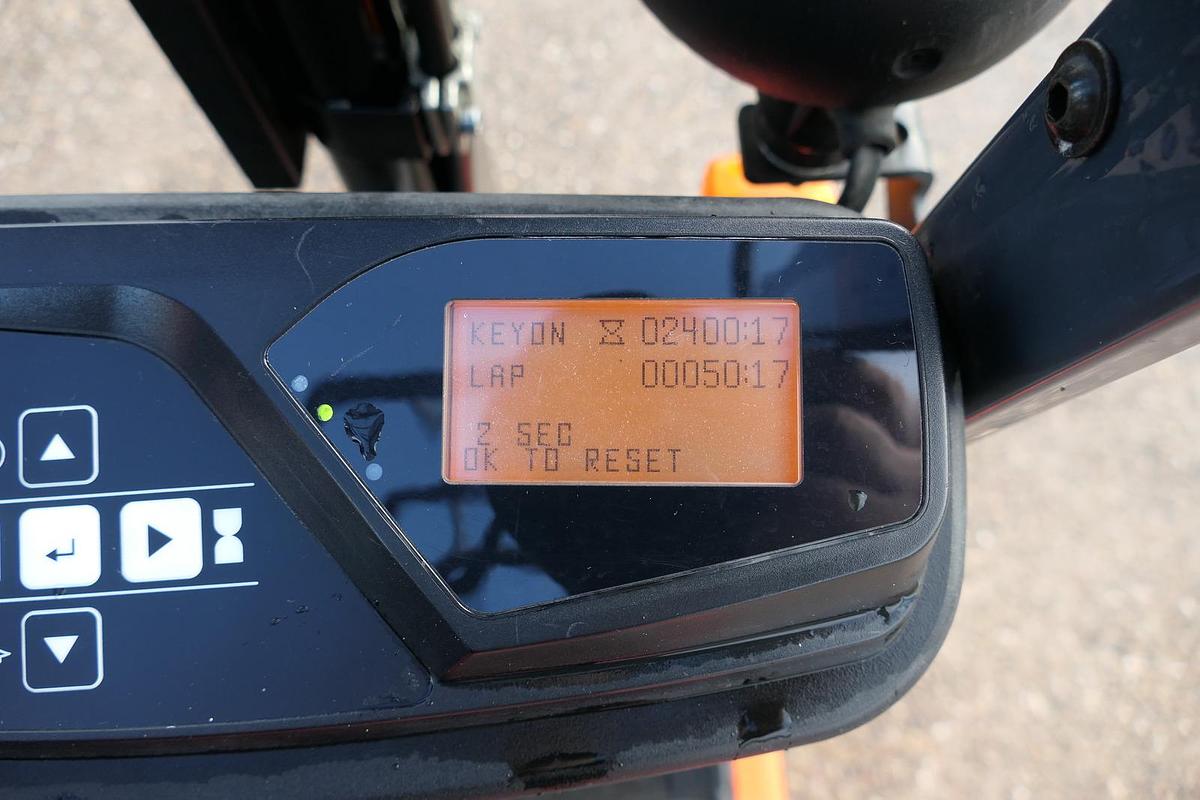 KEYON 02400:17
LAP 00050:17
2 SEC
OK TO RESET